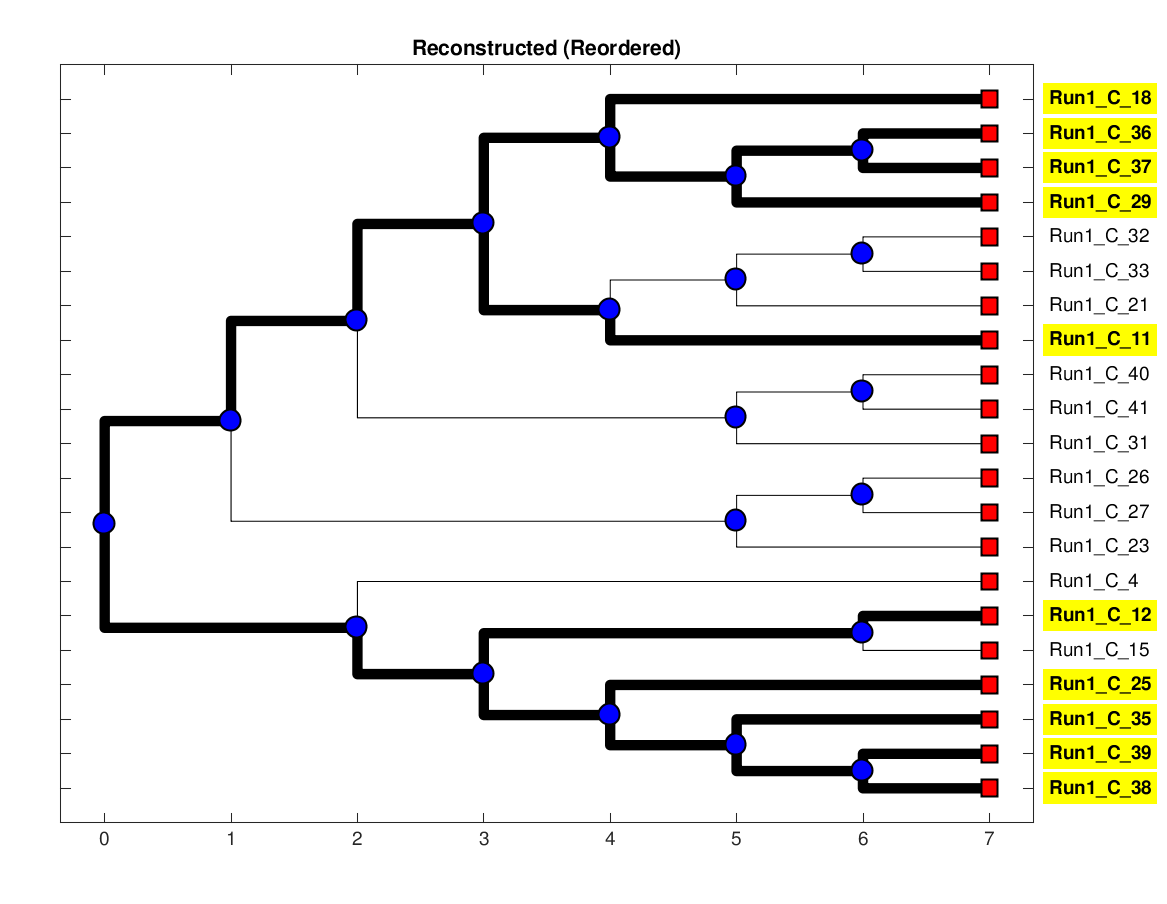 Reconstructed (Reordered)
Run1_C_18
Run1_C_36
Run1_C_37
Run1_C_29
Run1_C_32
Run1_C_33
Run1_C_21
Run1_C_11
Run1_C_40
Run1_C_41
Run1_C_31
Run1_C_26
Run1_C_27
Run1_C_23
Run1_C_4
Run1_C_12
Run1_C_15
Run1_C_25
Run1_C_35
Run1_C_39
Run1_C_38
0 1 2 3 4 5 6 7